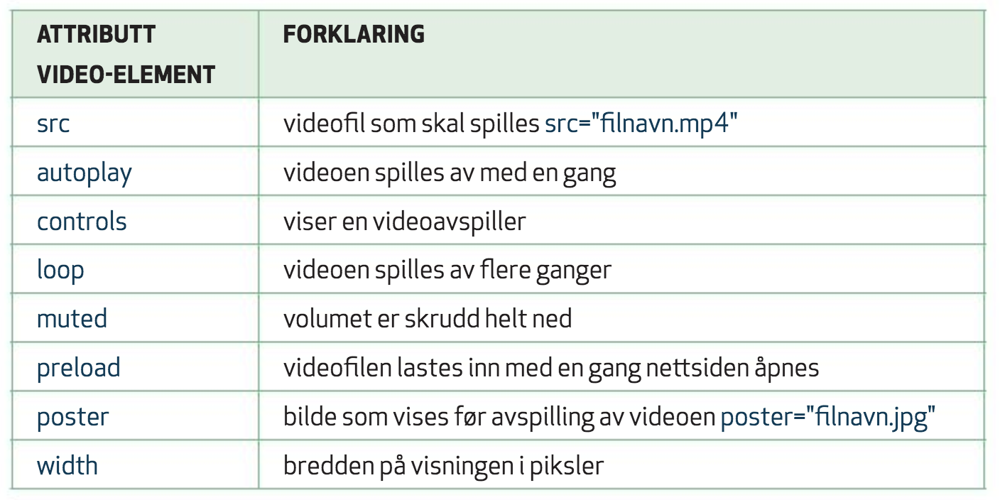 ATTRIBUTT
VIDEO-ELEMENT
FORKLARING
src
videofil som skal spilles src="filnavn.mp4"
autoplay
videoen spilles av med en gang
controls
viser en videoavspiller
loop
videoen spilles av flere ganger
muted
volumet er skrudd helt ned
preload
videofilen lastes inn med en gang nettsiden åpnes
poster
bilde som vises før avspilling av videoen poster="filnavn.jpg"
width
bredden på visningen i piksler